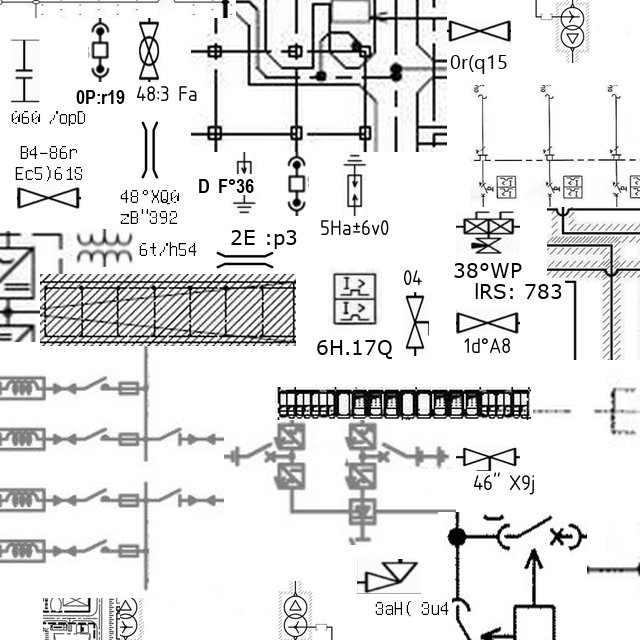 0r(q15
0P:r19
48:3 Fa
060 /opD
B4-86r
Ec5)61S
D F°36
48°XQ0
zB"392
5Ha±6v0
2E :p3
6t/h54
38°WP
lRS: 783
04
6H.17Q
1d°A8
46" X9j
3aH( 3u4